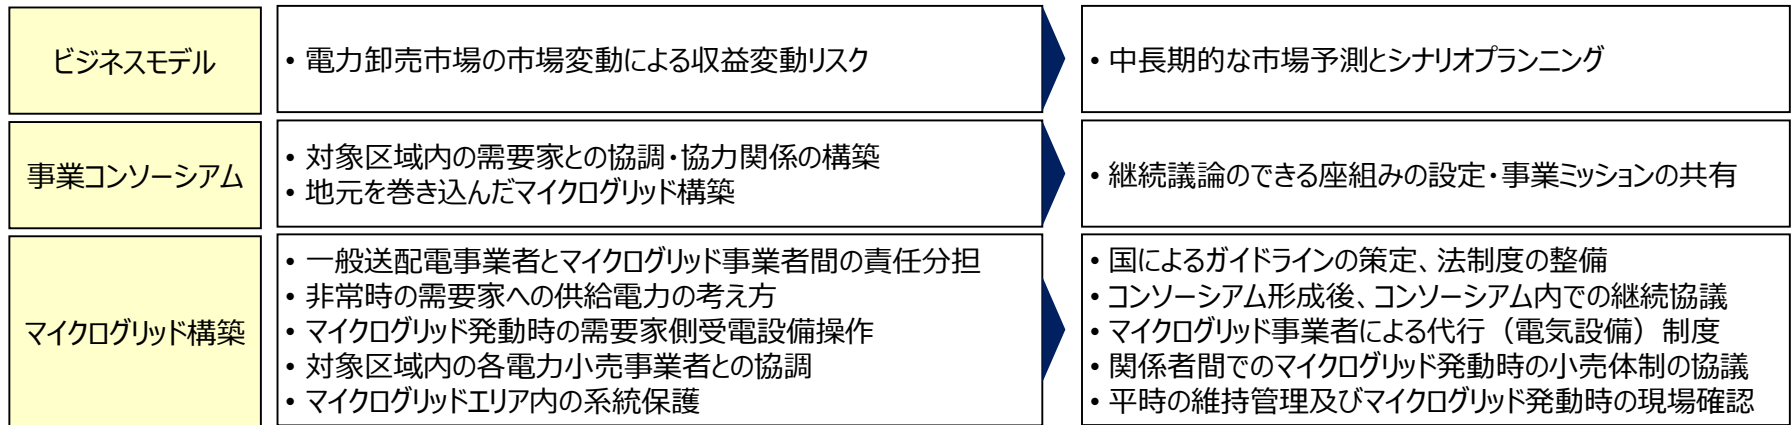 ビジネスモデル
• 電力卸売市場の市場変動による収益変動リスク
• 中長期的な市場予測とシナリオプランニング
事業コンソーシアム
• 対象区域内の需要家との協調・協力関係の構築
• 地元を巻き込んだマイクログリッド構築
• 継続議論のできる座組みの設定・事業ミッションの共有
マイクログリッド構築
• 一般送配電事業者とマイクログリッド事業者間の責任分担
• 非常時の需要家への供給電力の考え方
• マイクログリッド発動時の需要家側受電設備操作
• 対象区域内の各電力小売事業者との協調
• マイクログリッドエリア内の系統保護
• 国によるガイドラインの策定、法制度の整備
• コンソーシアム形成後、コンソーシアム内での継続協議
• マイクログリッド事業者による代行（電気設備）制度
• 関係者間でのマイクログリッド発動時の小売体制の協議
• 平時の維持管理及びマイクログリッド発動時の現場確認